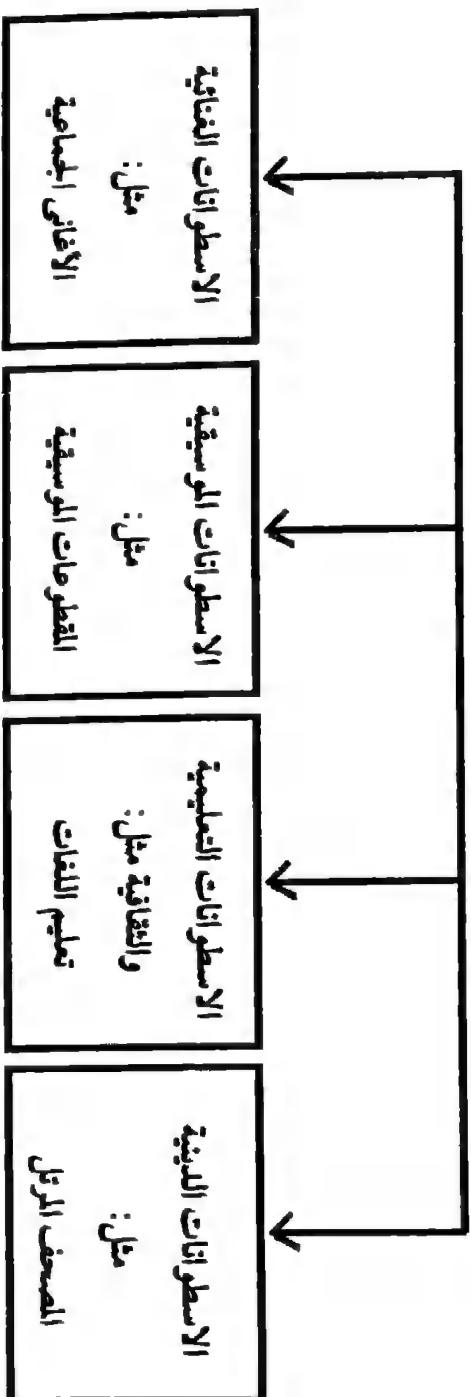 الاسطوانات الدينية
مثل:
المصحف المرتل
الاسطوانات التعليمية
والثقافية مثل:
تعليم اللغات
الاسطوانات الموسيقية
مثل:
المقطوعات الموسيقية
الاسطوانات الغنائية
مثل:
الأغانى الجماعية